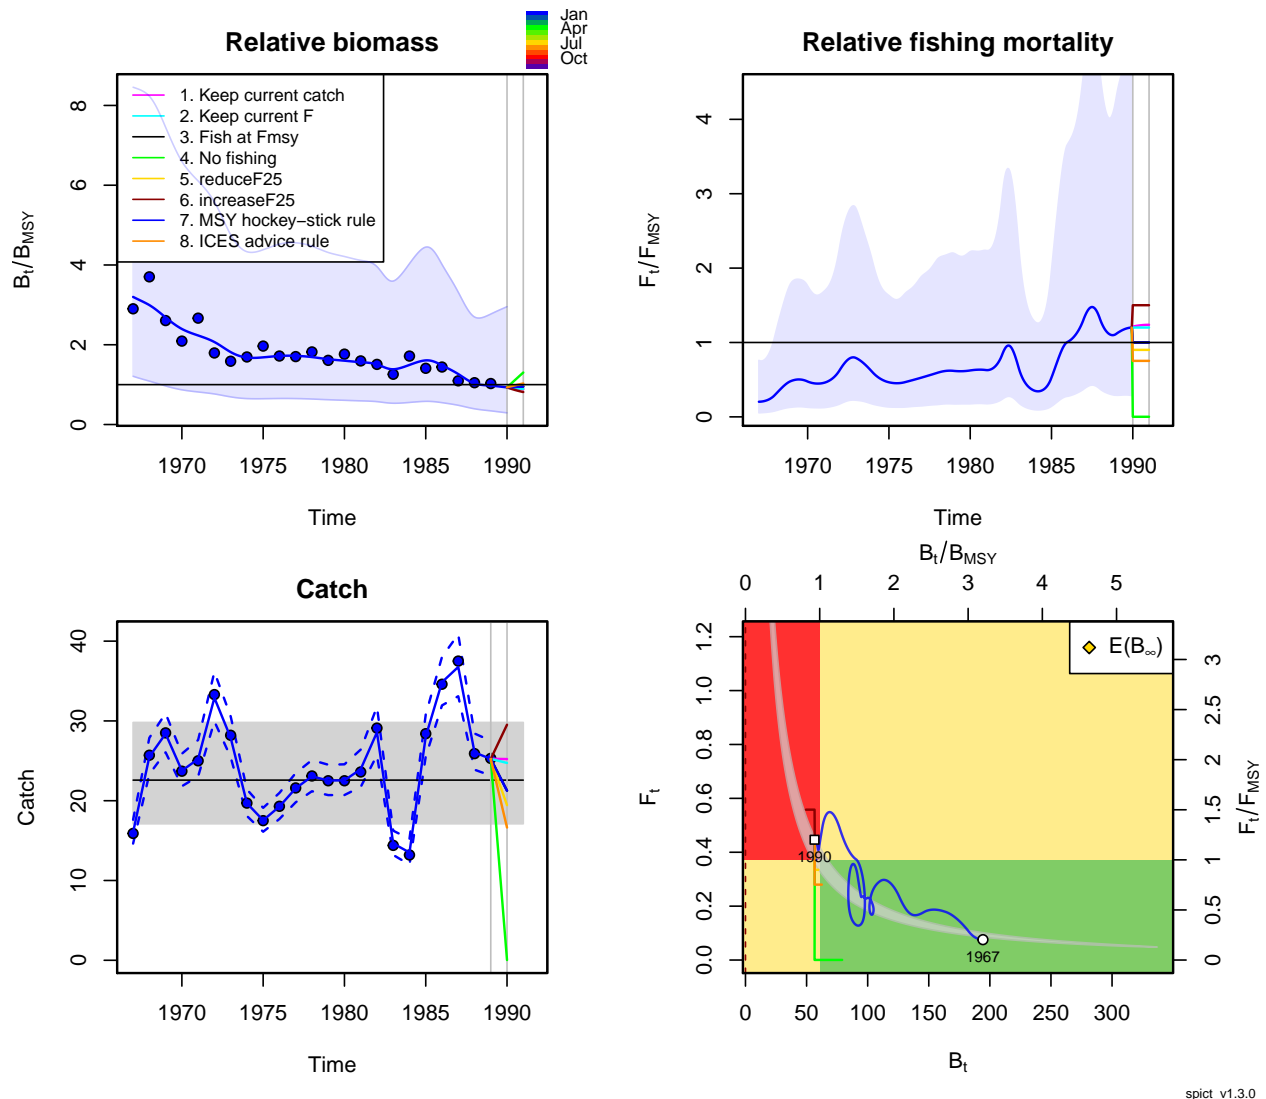 Relative biomass
Jan
Apr
Jul
Oct
1. Keep current catch
2. Keep current F
3. Fish at Fmsy
4. No fishing
5. reduceF25
6. increaseF25
7. MSY hockey−stick rule
8. ICES advice rule
Bt/BMSY
0
2
4
6
8
1970
1975
1980
1985
1990
Time
Relative fishing mortality
Ft/FMSY
0
1
2
3
4
1970
1975
1980
1985
1990
Time
Catch
Catch
0
10
20
30
40
1970
1975
1980
1985
1990
Time
Bt/BMSY
0
1
2
3
4
5
E(B∞)
Ft
0.0
0.2
0.4
0.6
0.8
1.0
1.2
Ft/FMSY
0
0.5
1
1.5
2
2.5
3
1990
1967
0
50
100
150
200
250
300
Bt
spict_v1.3.0